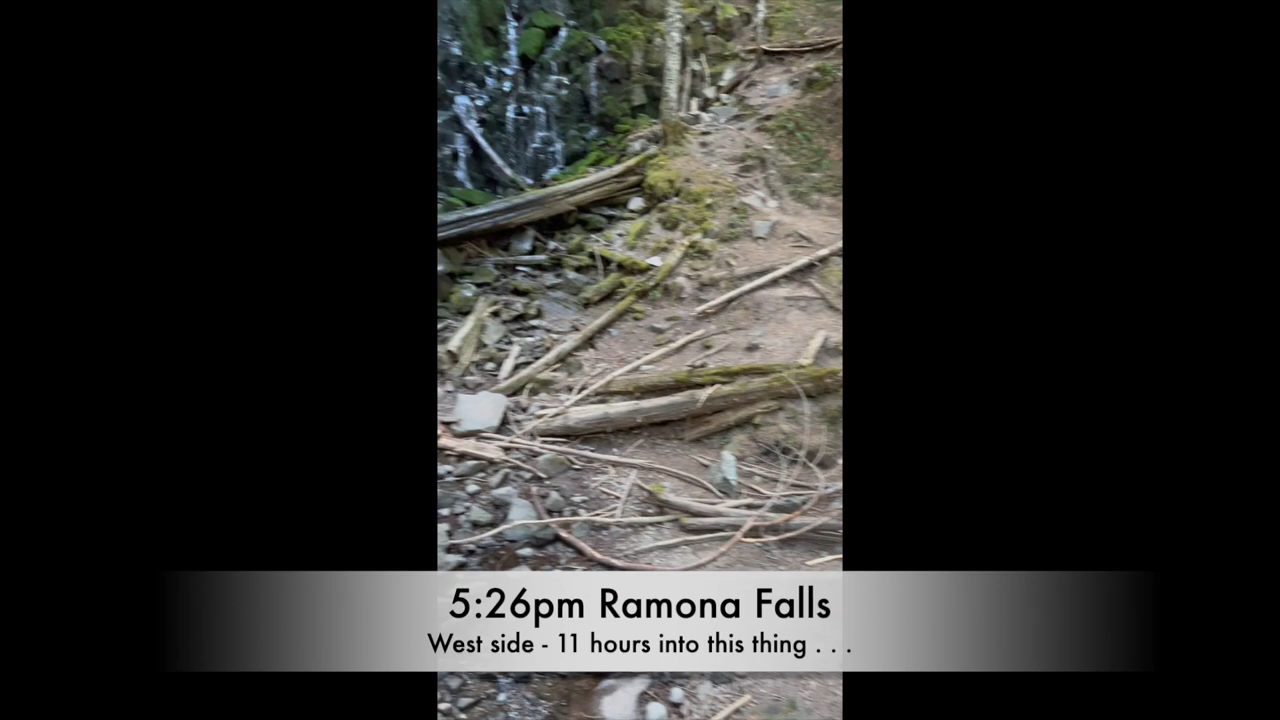 5:26pm Ramona Falls
West side - 11 hours into this thing . . .